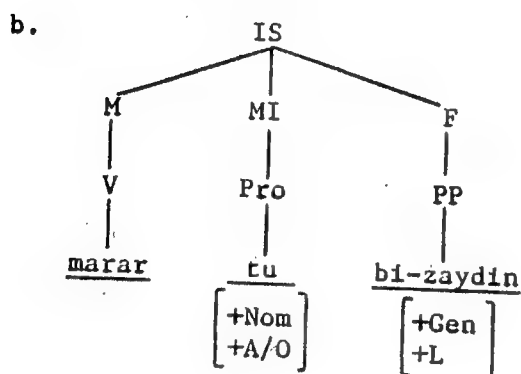 b.
IS
M MI F
V Pro PP
marar tu bi-zaydin
[+Nom [+Gen
+A/O] +L]